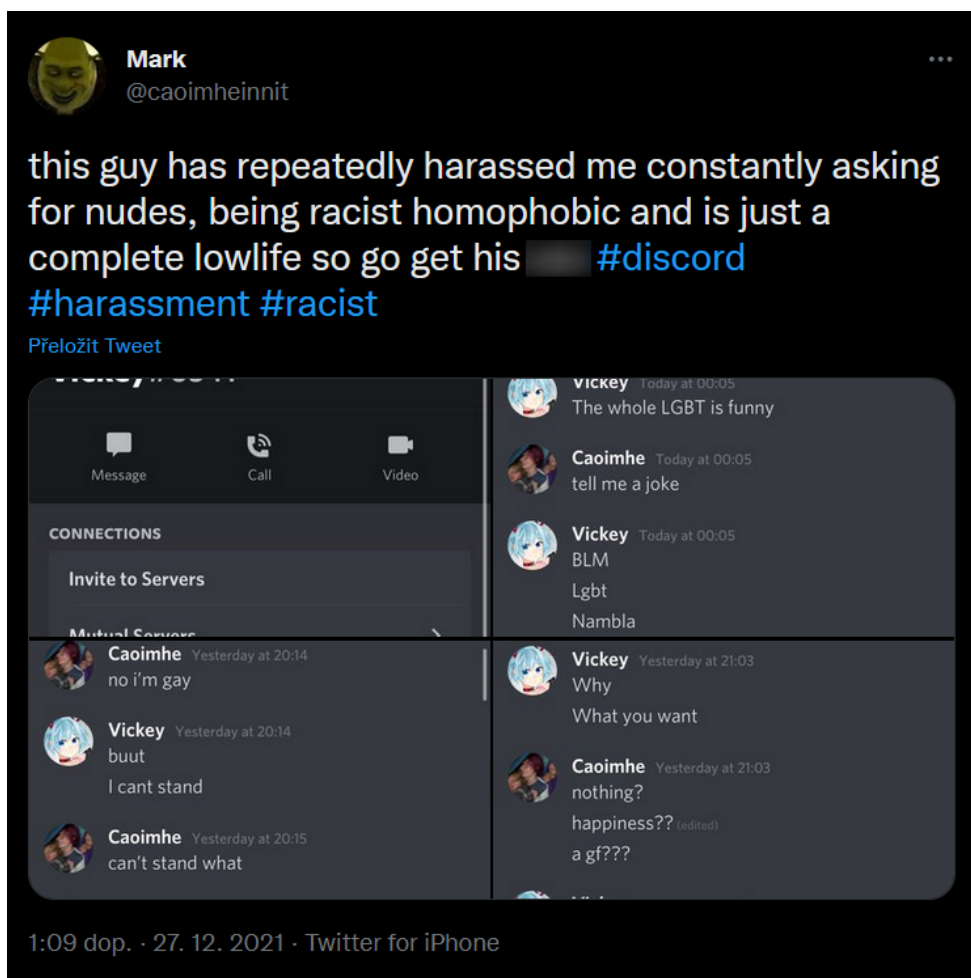 Mark
@caoimheinnit
this guy has repeatedly harassed me constantly asking
for nudes, being racist homophobic and is just a
complete lowlife so go get his #discord
#harassment #racist
Přeložit Tweet
Message
Call
Video
CONNECTIONS
Invite to Servers
Mutual Servers
Vickey Today at 00:05
The whole LGBT is funny
Caoimhe Today at 00:05
tell me a joke
Vickey Today at 00:05
BLM
Lgbt
Nambla
Caoimhe Yesterday at 20:14
no i'm gay
Vickey Yesterday at 20:14
buut
I cant stand
Caoimhe Yesterday at 20:15
can't stand what
Vickey Yesterday at 21:03
Why
What you want
Caoimhe Yesterday at 21:03
nothing?
happiness?? (edited)
a gf???
1:09 dop. · 27. 12. 2021 · Twitter for iPhone